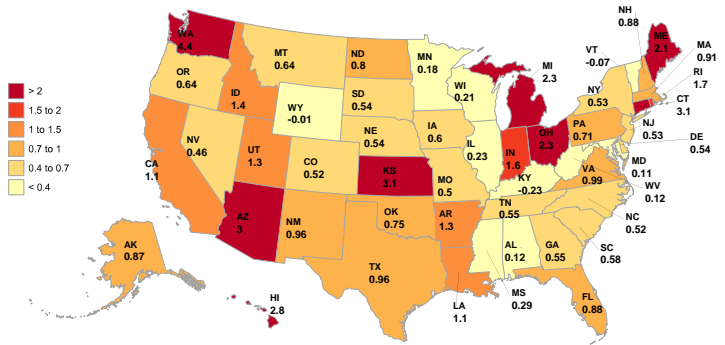 > 2
1.5 to 2
1 to 1.5
0.7 to 1
0.4 to 0.7
< 0.4
WA
4.4
OR
0.64
CA
1.1
ID
1.4
NV
0.46
MT
0.64
WY
-0.01
UT
1.3
AZ
3
CO
0.52
NM
0.96
ND
0.8
SD
0.54
NE
0.54
KS
3.1
OK
0.75
TX
0.96
MN
0.18
IA
0.6
MO
0.5
AR
1.3
LA
1.1
WI
0.21
IL
0.23
MI
2.3
IN
1.6
OH
2.3
KY
-0.23
TN
0.55
MS
0.29
AL
0.12
GA
0.55
FL
0.88
SC
0.58
NC
0.52
VA
0.99
WV
0.12
MD
0.11
DE
0.54
PA
0.71
NJ
0.53
NY
0.53
CT
3.1
RI
1.7
MA
0.91
VT
-0.07
NH
0.88
ME
2.1
AK
0.87
HI
2.8